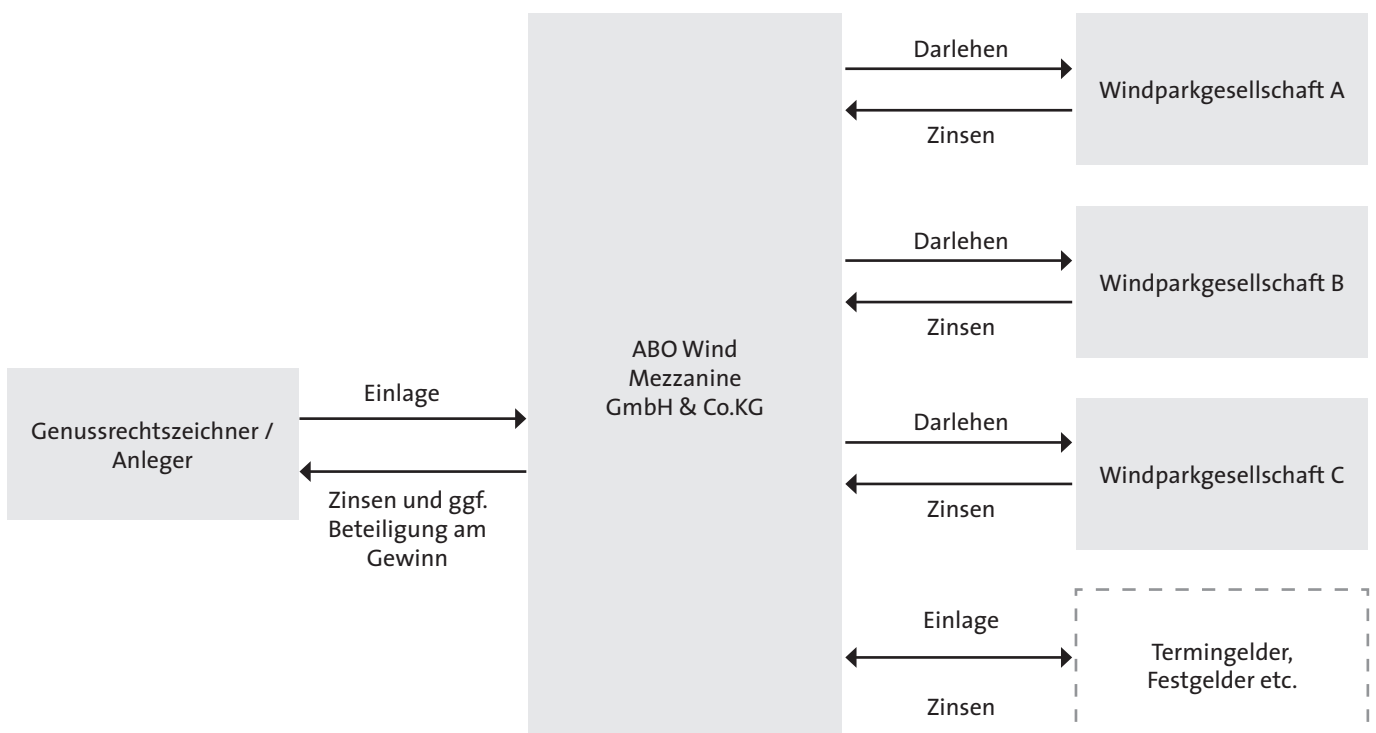 Genussrechtszeichner /
Anleger
Einlage
Zinsen und ggf.
Beteiligung am
Gewinn
ABO Wind
Mezzanine
GmbH & Co.KG
Darlehen
Zinsen
Windparkgesellschaft A
Darlehen
Zinsen
Windparkgesellschaft B
Darlehen
Zinsen
Windparkgesellschaft C
Einlage
Zinsen
Termingelder,
Festgelder etc.